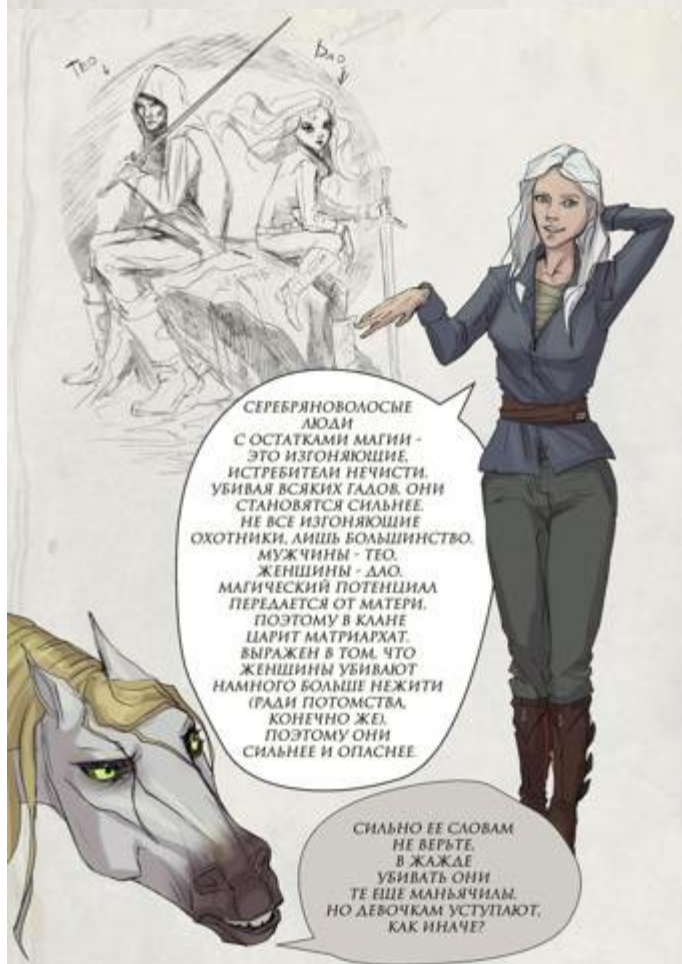 ТЕО
ДАО
СЕРЕБРЯНОВОЛОСЫЕ
ЛЮДИ
С ОСТАТКАМИ МАГИИ -
ЭТО ИЗГОНЯЮЩИЕ,
ИСТРЕБИТЕЛИ НЕЧИСТИ.
УБИВАЯ ВСЯКИХ ГАДОВ, ОНИ
СТАНОВЯТСЯ СИЛЬНЕЕ.
НЕ ВСЕ ИЗГОНЯЮЩИЕ
ОХОТНИКИ, ЛИШЬ БОЛЬШИНСТВО.
МУЖЧИНЫ - ТЕО,
ЖЕНЩИНЫ - ДАО.
МАГИЧЕСКИЙ ПОТЕНЦИАЛ
ПЕРЕДАЕТСЯ ОТ МАТЕРИ,
ПОЭТОМУ В КЛАНЕ
ЦАРИТ МАТРИАРХАТ.
ВЫРАЖЕН В ТОМ, ЧТО
ЖЕНЩИНЫ УБИВАЮТ
НАМНОГО БОЛЬШЕ НЕЖИТИ
(РАДИ ПОТОМСТВА,
КОНЕЧНО ЖЕ),
ПОЭТОМУ ОНИ
СИЛЬНЕЕ И ОПАСНЕЕ.
СИЛЬНО ЕЕ СЛОВАМ
НЕ ВЕРЬТЕ,
В ЖАЖДЕ
УБИВАТЬ ОНИ
ТЕ ЕЩЕ МАНЬЯЧИЛЫ,
НО ДЕВОЧКАМ УСТУПАЮТ,
КАК ИНАЧЕ?